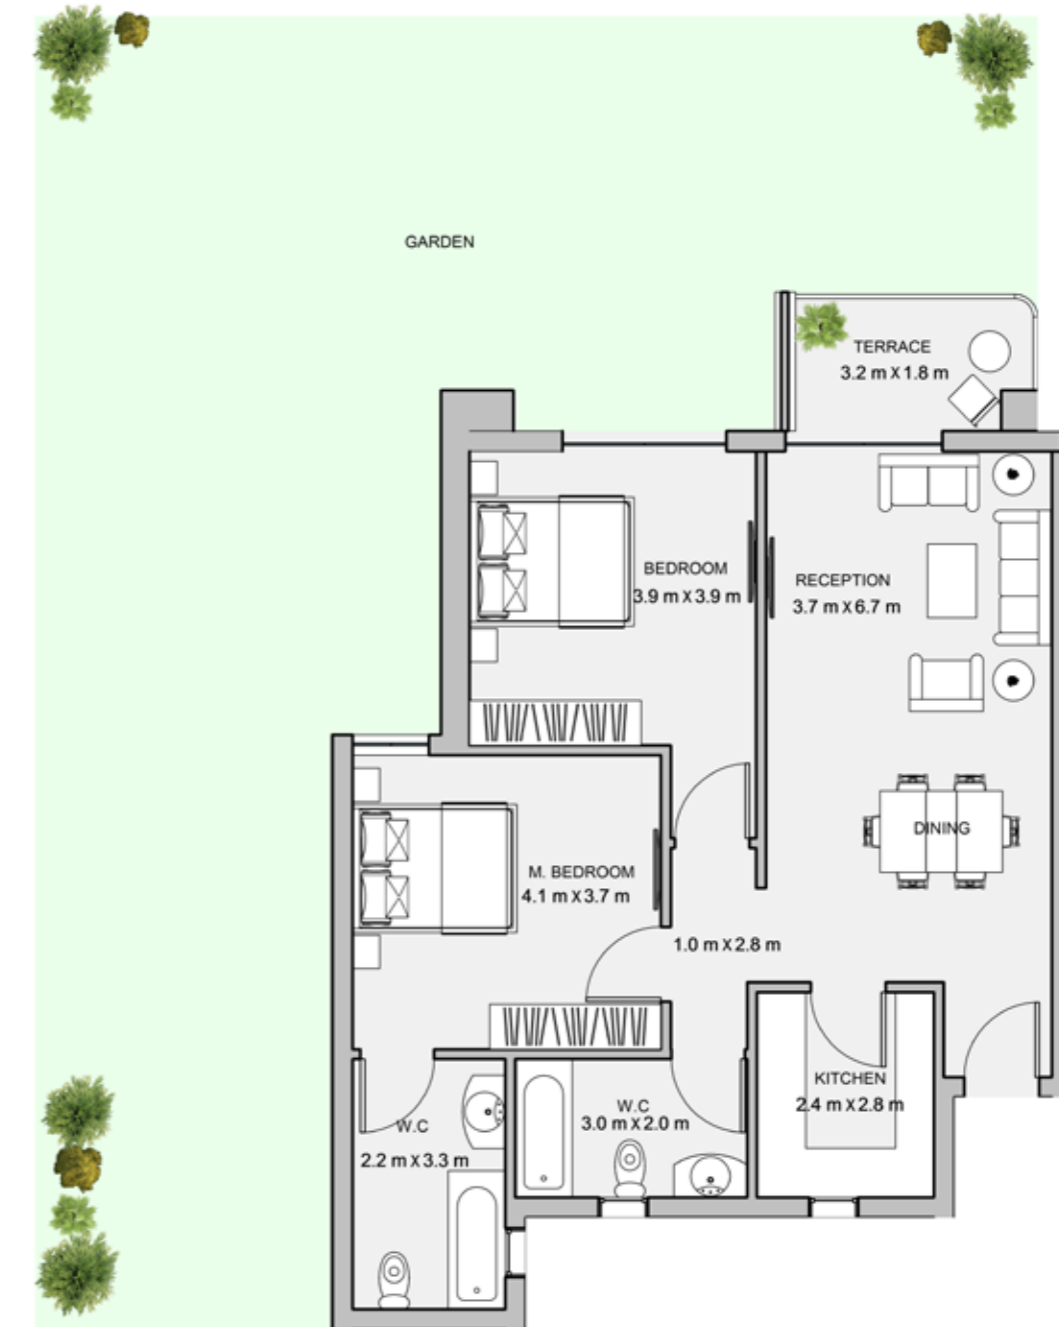 GARDEN
TERRACE
3.2 m X 1.8 m
BEDROOM
3.9 m X 3.9 m
RECEPTION
3.7 m X 6.7 m
DINING
M. BEDROOM
4.1 m X 3.7 m
1.0 m X 2.8 m
KITCHEN
2.4 m X 2.8 m
W.C
3.0 m X 2.0 m
W.C
2.2 m X 3.3 m